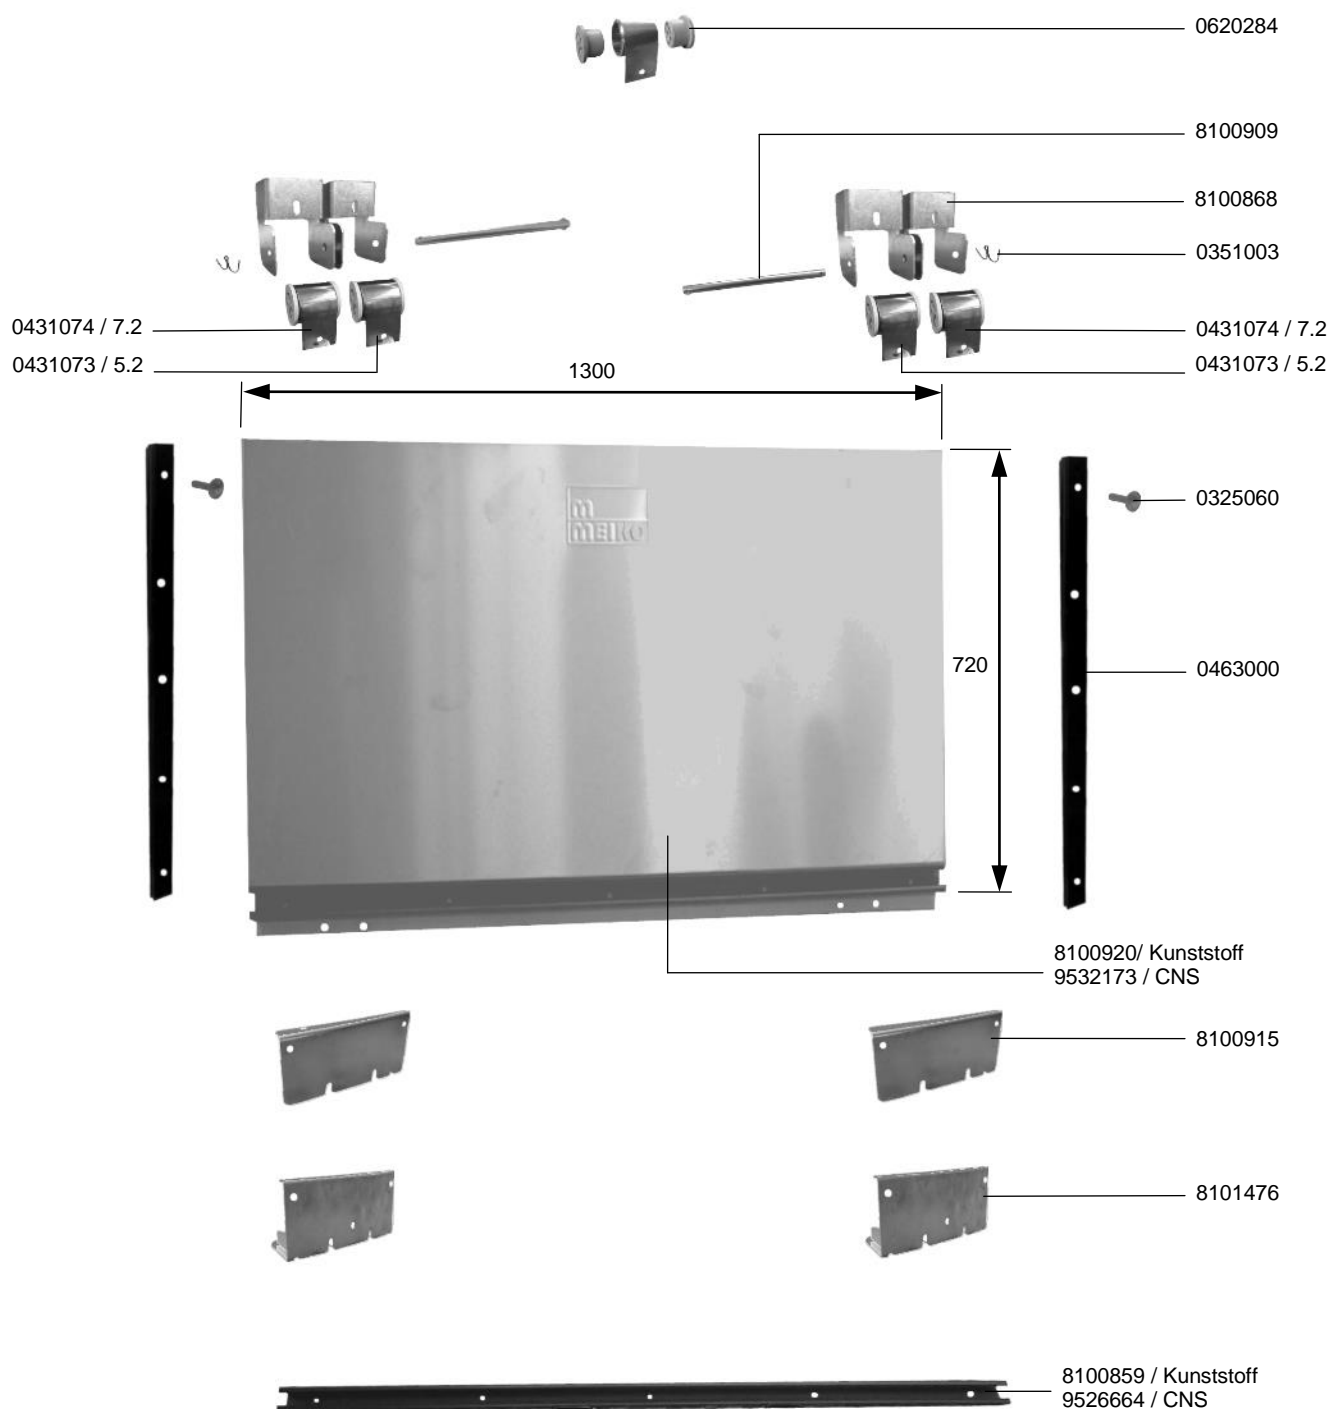 0620284
8100909
8100868
0351003
0431074 / 7.2
0431074 / 7.2
0431073 / 5.2
0431073 / 5.2
1300
m
MEIKO
0325060
720
0463000
8100920/ Kunststoff
9532173 / CNS
8100915
8101476
8100859 / Kunststoff
9526664 / CNS